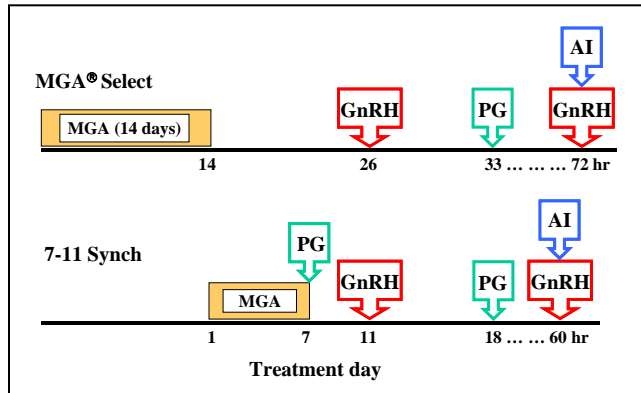 AI
MGA® Select
GnRH
PG
GnRH
MGA (14 days)
14
26
33 … … … 72 hr
AI
7-11 Synch
PG
GnRH
PG
GnRH
MGA
1
7
11
18 … … 60 hr
Treatment day